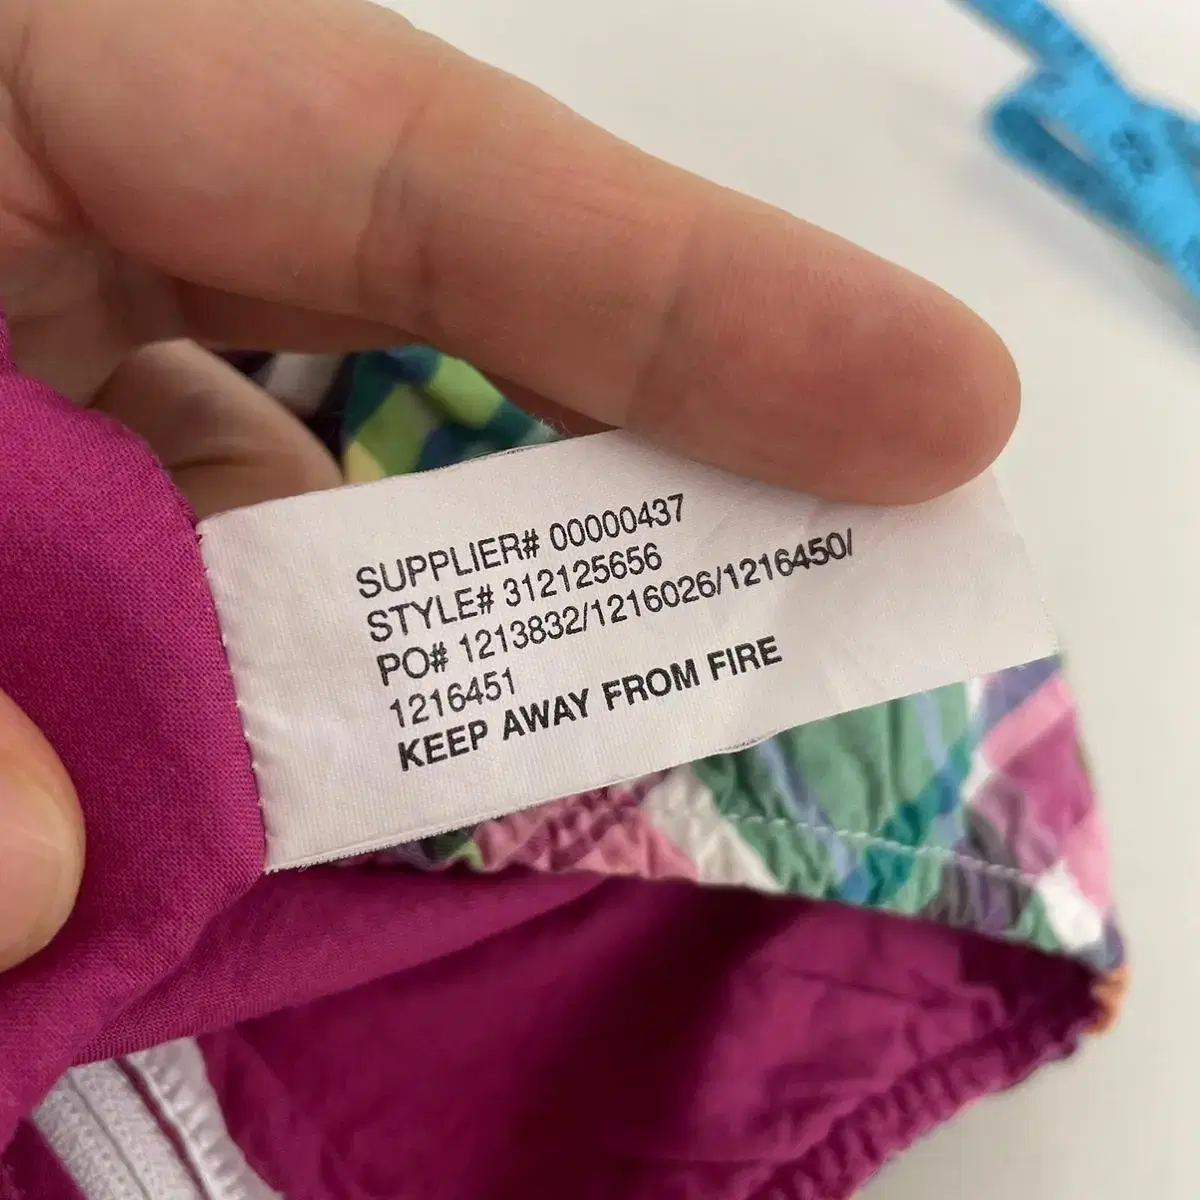 SUPPLIER# 00000437
STYLE# 312125656
PO# 1213832/1216026/1216450/
1216451
KEEP AWAY FROM FIRE